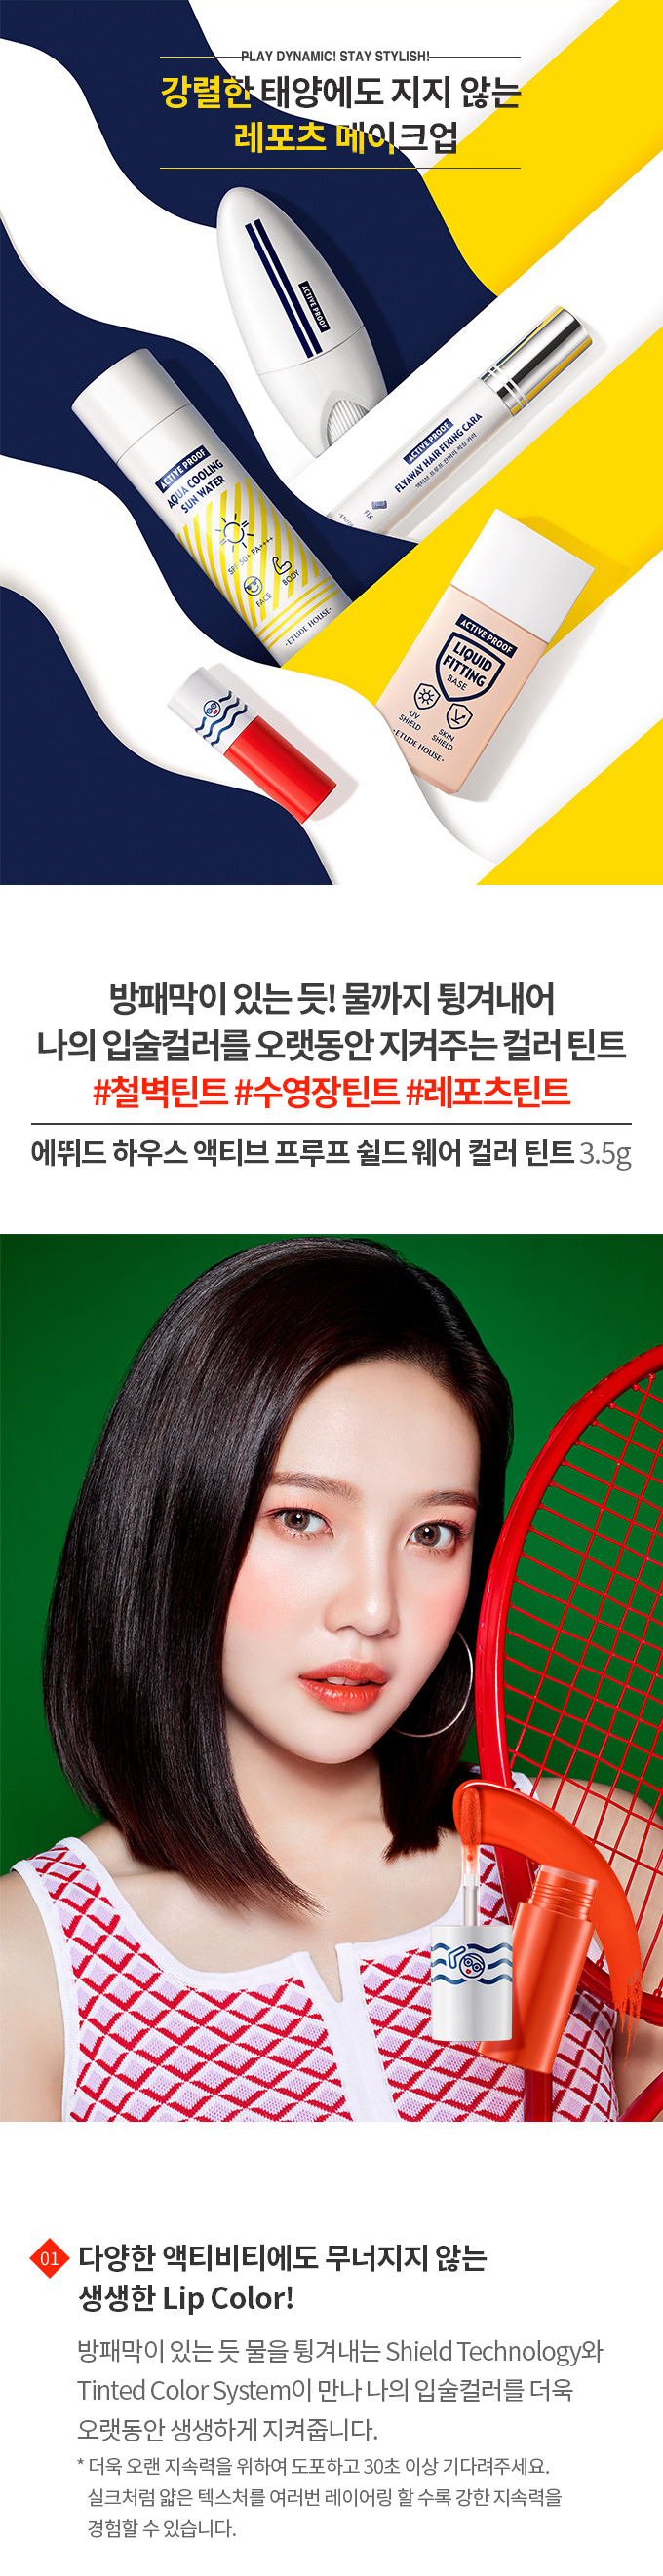 PLAY DYNAMIC! STAY STYLISH!
강렬한 태양에도 지지 않는
레포츠 메이크업
ACTIVE PROOF
ACTIVE PROOF
FLYAWAY HAIR FIXING CARA
FIX
ACTIVE PROOF
AQUA COOLING
SUN WATER
SPF 50+ PA++++
FACE
BODY
·ETUDE HOUSE·
ACTIVE PROOF
LIQUID
FITTING
BASE
UV
SHIELD
SKIN
SHIELD
·ETUDE HOUSE·
방패막이 있는 듯! 물까지 튕겨내어
나의 입술컬러를 오랫동안 지켜주는 컬러 틴트
#철벽틴트 #수영장틴트 #레포츠틴트
에뛰드 하우스 액티브 프루프 쉴드 웨어 컬러 틴트 3.5g
01 다양한 액티비티에도 무너지지 않는
생생한 Lip Color!
방패막이 있는 듯 물을 튕겨내는 Shield Technology와
Tinted Color System이 만나 나의 입술컬러를 더욱
오랫동안 생생하게 지켜줍니다.
* 더욱 오랜 지속력을 위하여 도포하고 30초 이상 기다려주세요.
실크처럼 얇은 텍스처를 여러번 레이어링 할 수록 강한 지속력을
경험할 수 있습니다.